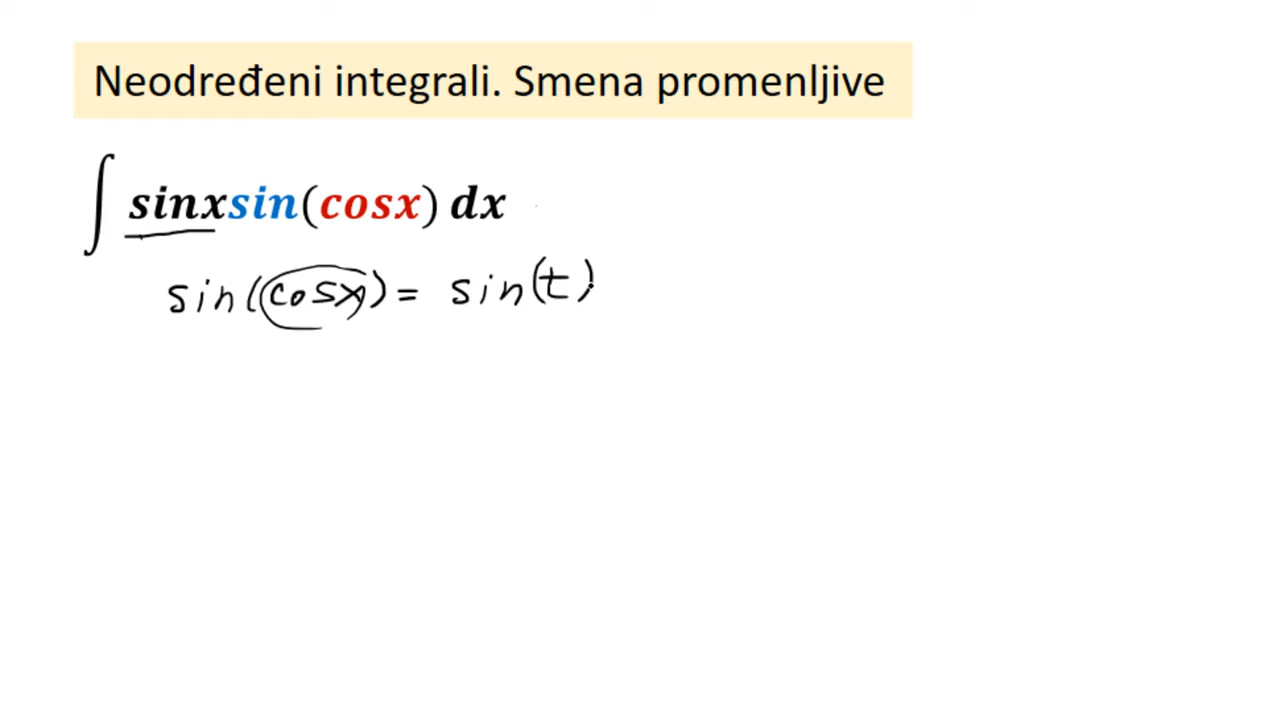 Neodređeni integrali. Smena promenljive
∫ sinxsin(cosx) dx
sin(cosx) = sin(t)